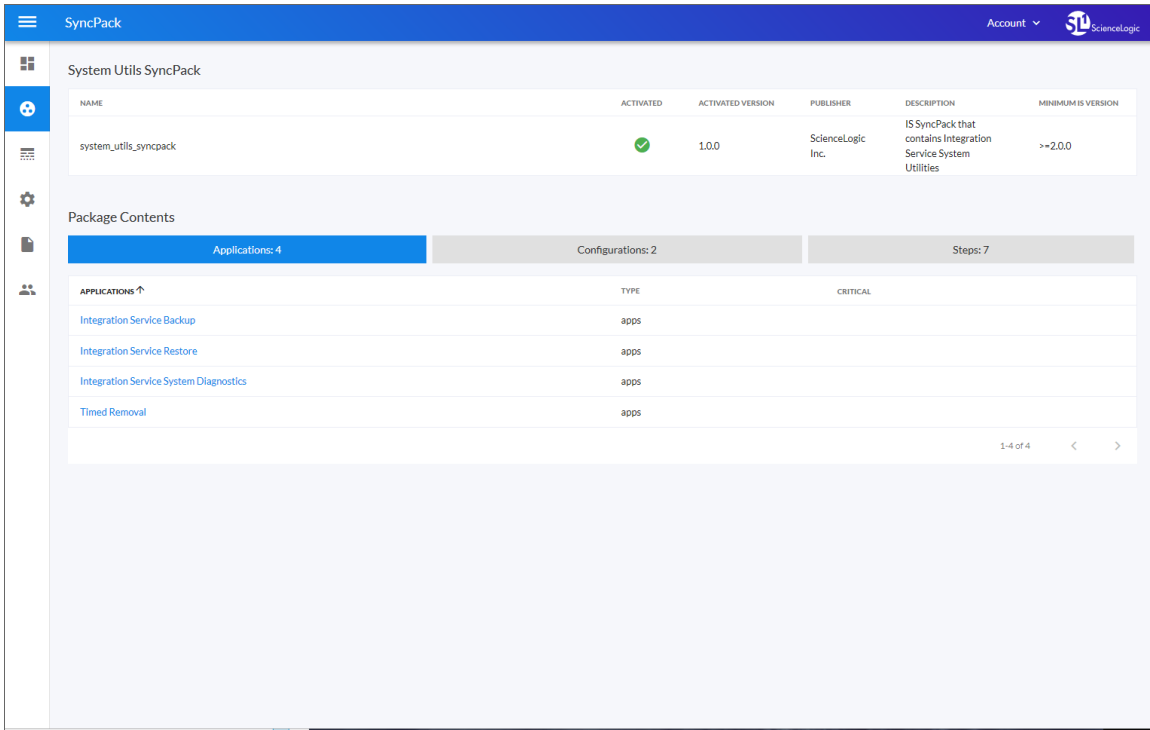 SyncPack
Account
SL1 ScienceLogic
System Utils SyncPack
NAME ACTIVATED ACTIVATED VERSION PUBLISHER DESCRIPTION MINIMUM IS VERSION
system_utils_syncpack 1.0.0 ScienceLogic Inc. IS SyncPack that contains Integration Service System Utilities >=2.0.0
Package Contents
Applications: 4 Configurations: 2 Steps: 7
APPLICATIONS TYPE CRITICAL
Integration Service Backup apps
Integration Service Restore apps
Integration Service System Diagnostics apps
Timed Removal apps
1-4 of 4